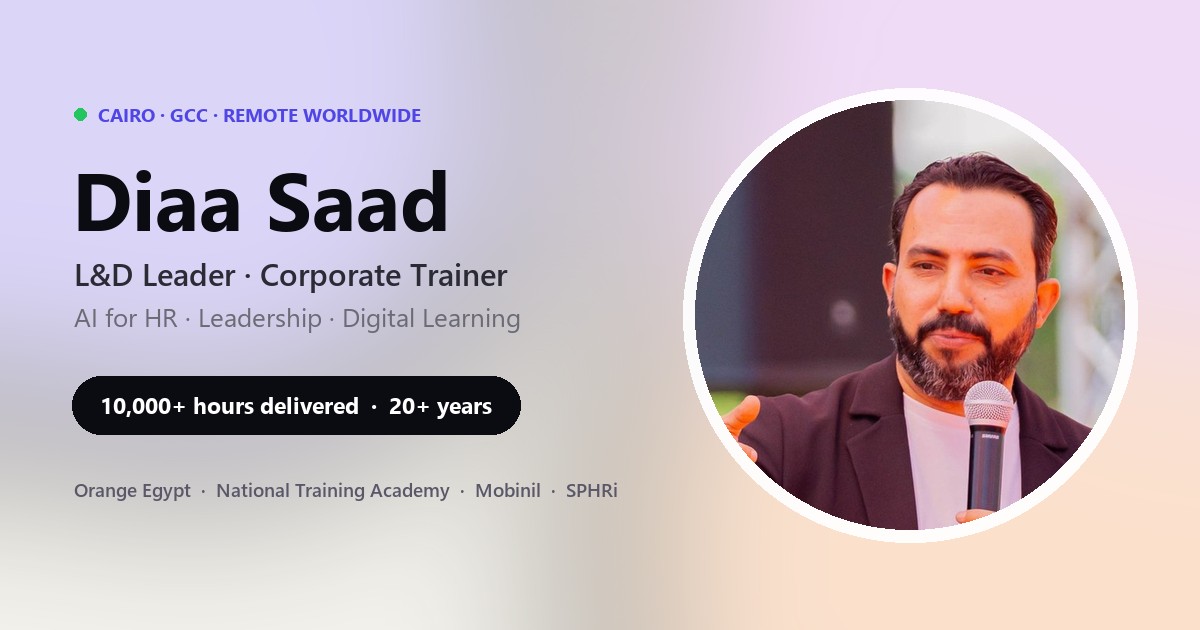 CAIRO · GCC · REMOTE WORLDWIDE
Diaa Saad
L&D Leader · Corporate Trainer
AI for HR · Leadership · Digital Learning
10,000+ hours delivered · 20+ years
Orange Egypt · National Training Academy · Mobinil · SPHRi